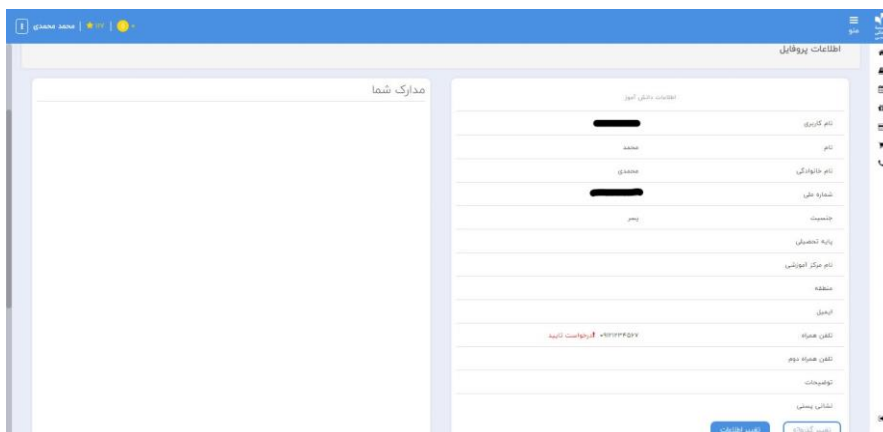 منو
محمد محمدی
اطلاعات پروفایل
اطلاعات دانش آموز
نام کاربری
نام محمد
نام خانوادگی محمدی
شماره ملی
جنسیت پسر
پایه تحصیلی
نام مرکز آموزشی
منطقه
ایمیل
تلفن همراه ۰۹۱۲۱۲۳۴۵۶۷ درخواست تایید
تلفن همراه دوم
توضیحات
نشانی پستی
تغییر گذرواژه تغییر اطلاعات
مدارک شما